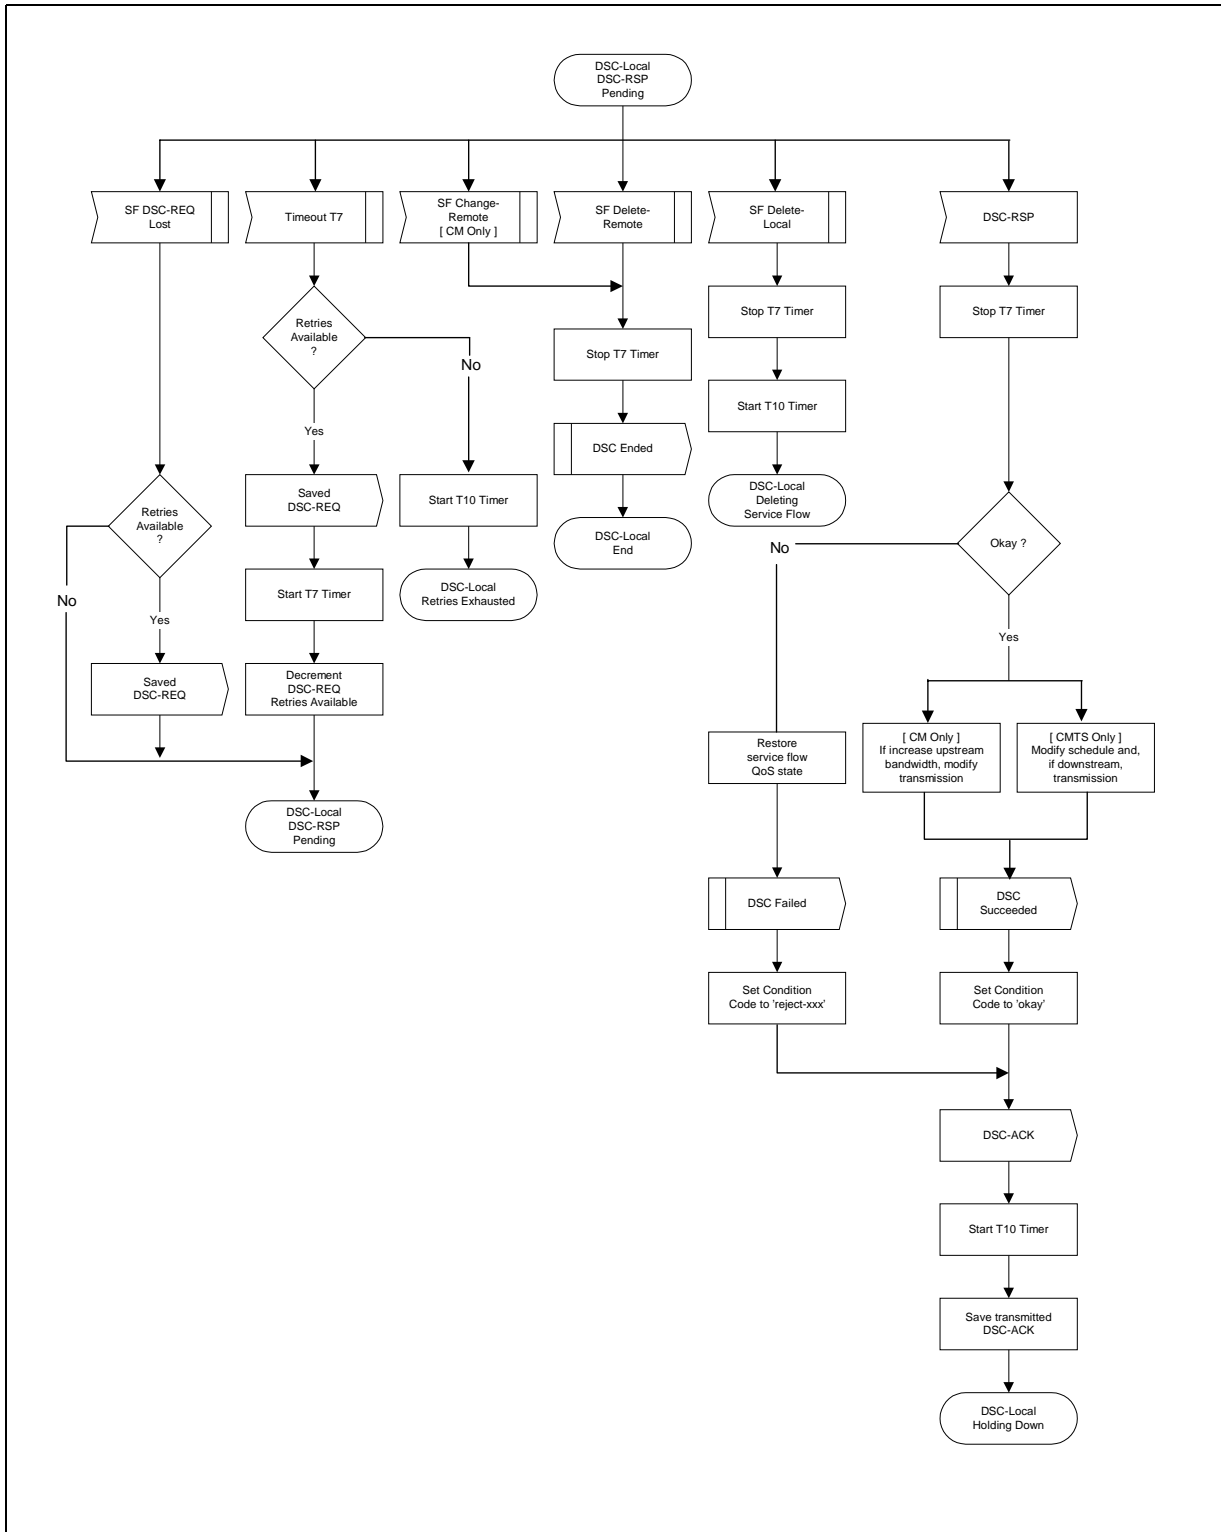 DSC-Local
DSC-RSP
Pending
SF DSC-REQ
Lost
Timeout T7
SF Change-
Remote
[ CM Only ]
SF Delete-
Remote
SF Delete-
Local
DSC-RSP
Retries
Available
?
No
Yes
Stop T7 Timer
Stop T7 Timer
Stop T7 Timer
Start T10 Timer
DSC Ended
DSC-Local
Deleting
Service Flow
DSC-Local
End
Saved
DSC-REQ
Start T10 Timer
Retries
Available
?
No
Yes
Start T7 Timer
DSC-Local
Retries Exhausted
Okay ?
No
Yes
Saved
DSC-REQ
Decrement
DSC-REQ
Retries Available
DSC-Local
DSC-RSP
Pending
Restore
service flow
QoS state
[ CM Only ]
If increase upstream
bandwidth, modify
transmission
[ CMTS Only ]
Modify schedule and,
if downstream,
transmission
DSC Failed
DSC
Succeeded
Set Condition
Code to 'reject-xxx'
Set Condition
Code to 'okay'
DSC-ACK
Start T10 Timer
Save transmitted
DSC-ACK
DSC-Local
Holding Down